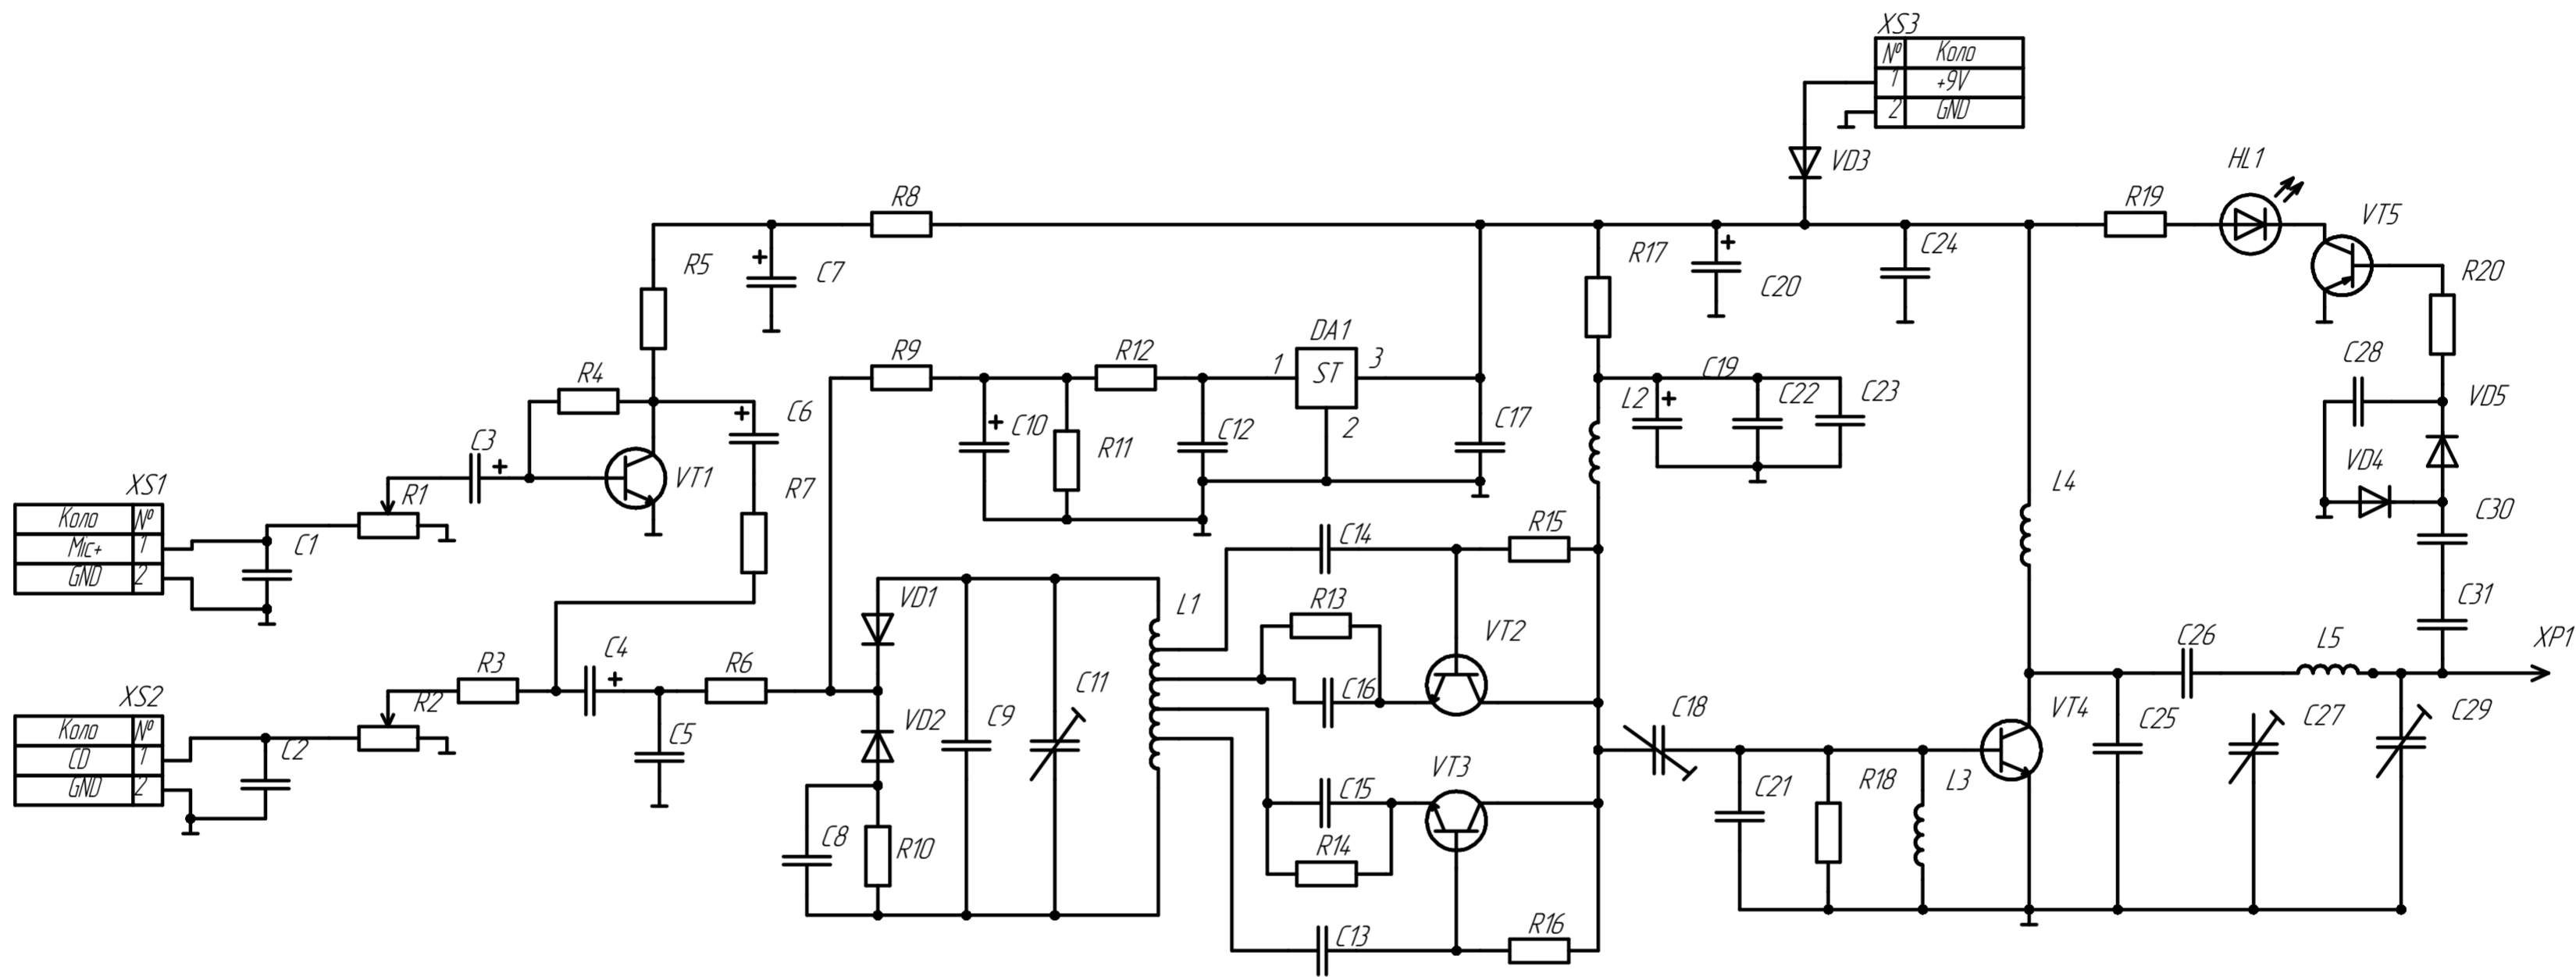 XS3
№ Коло
1 +9V
2 GND
VD3
HL1
R19
VT5
R8
R5
C7
R17
C20
C24
R20
DA1
R9
R12
1 ST 3
2
C28
R4
C6
C10
R11
C12
C17
L2
C19
C22
C23
VD5
C3
VT1
R7
VD4
XS1
R1
L4
Коло №
Mic+ 1
GND 2
C1
C14
R15
C30
VD1
L1
R13
VT2
C31
C4
R3
R6
C26
L5
XP1
XS2
R2
C11
C16
Коло №
CD 1
GND 2
C2
C5
VD2
C9
C18
VT4
C25
C27
C29
VT3
C15
C21
R18
L3
C8
R10
R14
C13
R16